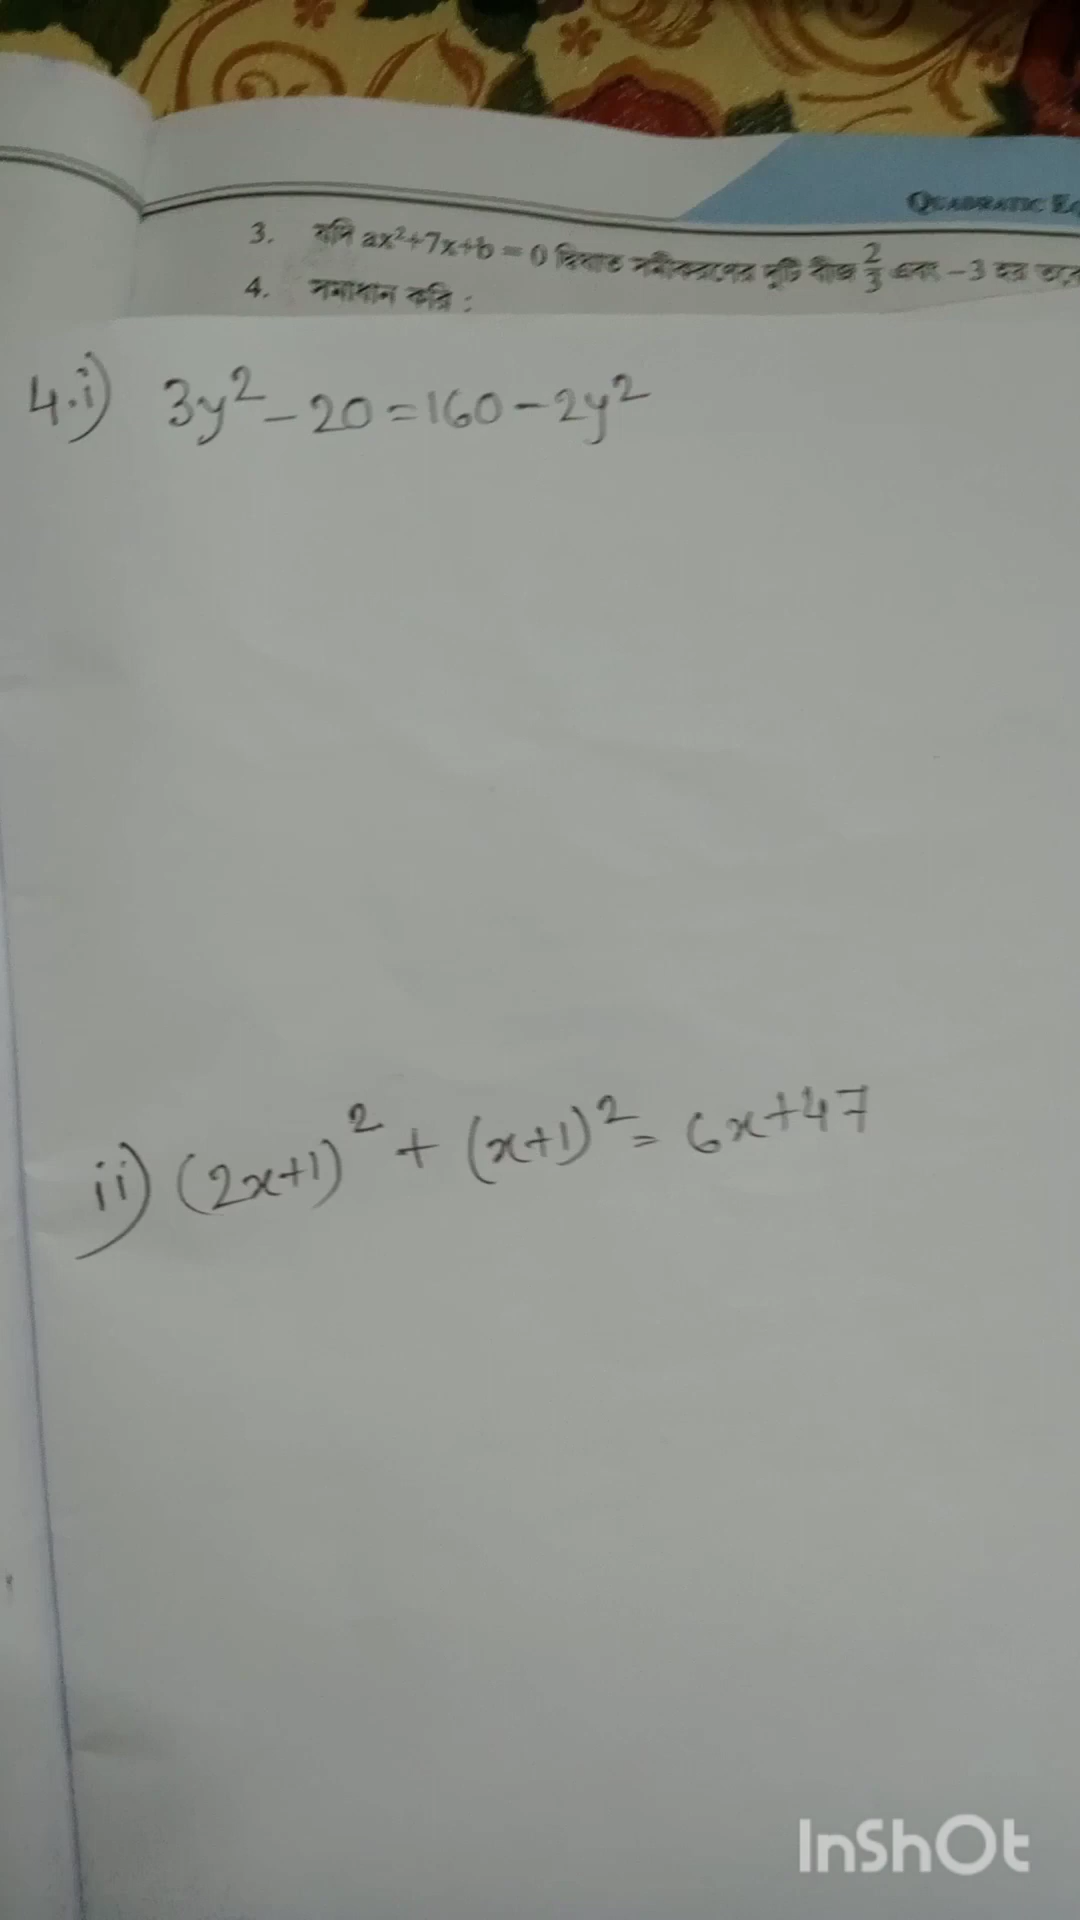 QUADRATIC EQ
3. যদি ax²+7x+b = 0 দ্বিঘাত সমীকরণের দুটি বীজ 2/3 এবং -3 হয়
4. সমাধান করি :
4.i) 3y² - 20 = 160 - 2y²
ii) (2x+1)² + (x+1)² = 6x+47
InShOt